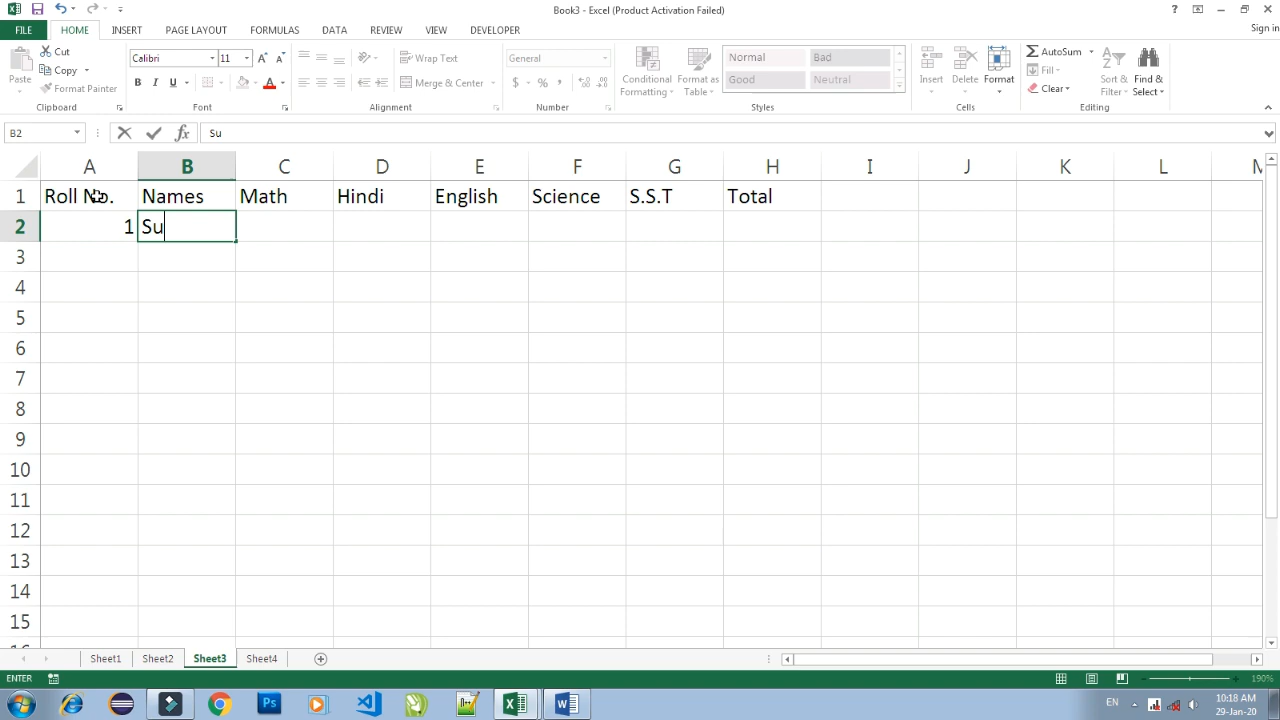 Book3 - Excel (Product Activation Failed)
FILE HOME INSERT PAGE LAYOUT FORMULAS DATA REVIEW VIEW DEVELOPER Sign in
Paste
Cut
Copy
Format Painter
Clipboard
Calibri 11
B I U
Font
Wrap Text
Merge & Center
Alignment
General
$ % ,
Number
Conditional Formatting
Format as Table
Normal Bad
Good Neutral
Styles
Insert Delete Format
Cells
AutoSum
Fill
Clear
Sort & Filter
Find & Select
Editing
B2 fx Su
A B C D E F G H I J K L M
1 Roll No. Names Math Hindi English Science S.S.T Total
2 1 Su
3
4
5
6
7
8
9
10
11
12
13
14
15
16
Sheet1 Sheet2 Sheet3 Sheet4
ENTER 190%
EN 10:18 AM
29-Jan-20